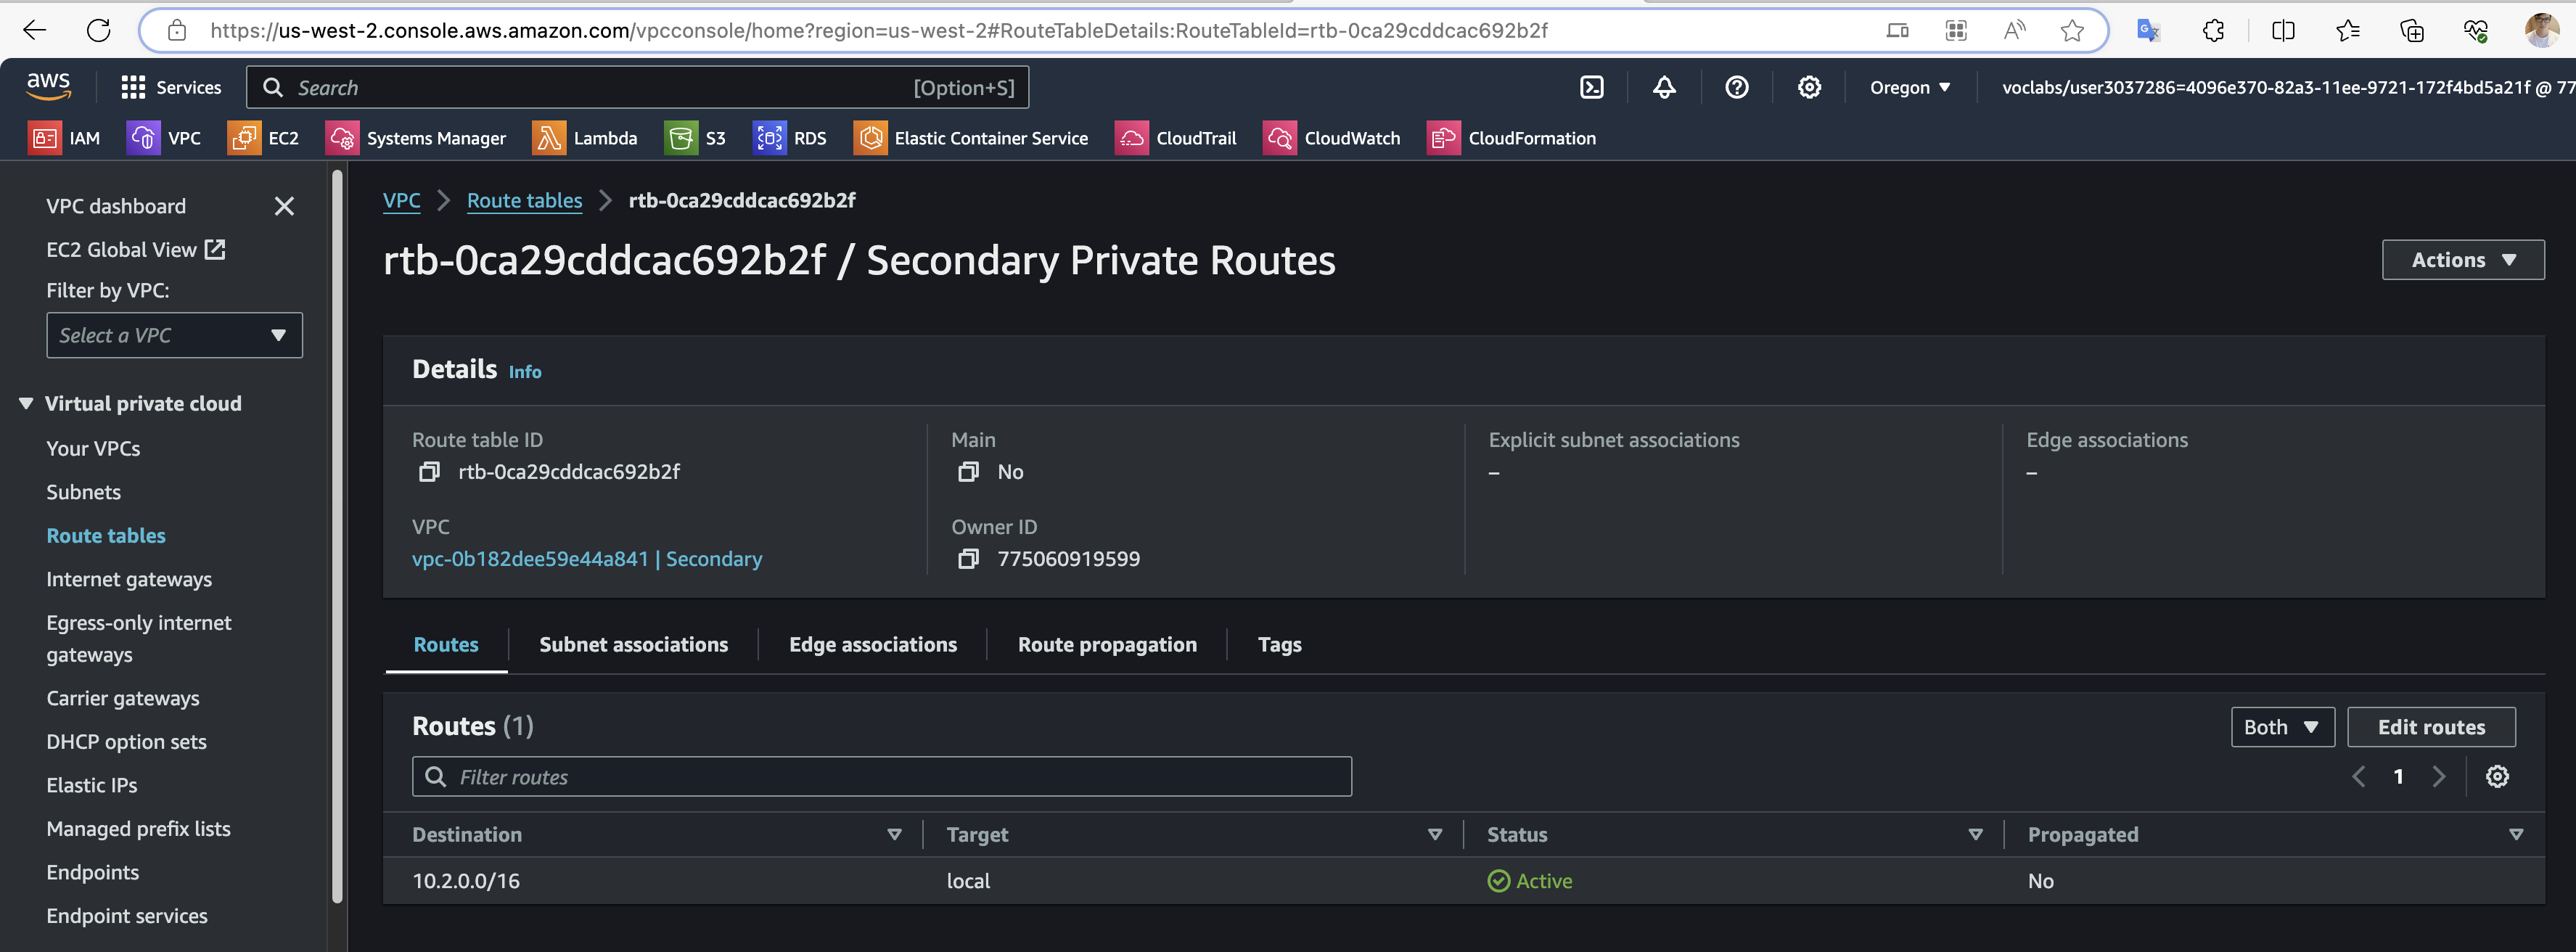 https://us-west-2.console.aws.amazon.com/vpcconsole/home?region=us-west-2#RouteTableDetails:RouteTableId=rtb-0ca29cddcac692b2f
aws
Services
Search
[Option+S]
Oregon
voclabs/user3037286=4096e370-82a3-11ee-9721-172f4bd5a21f @ 77
IAM
VPC
EC2
Systems Manager
Lambda
S3
RDS
Elastic Container Service
CloudTrail
CloudWatch
CloudFormation
VPC dashboard
EC2 Global View
Filter by VPC:
Select a VPC
Virtual private cloud
Your VPCs
Subnets
Route tables
Internet gateways
Egress-only internet
gateways
Carrier gateways
DHCP option sets
Elastic IPs
Managed prefix lists
Endpoints
Endpoint services
VPC
Route tables
rtb-0ca29cddcac692b2f
rtb-0ca29cddcac692b2f / Secondary Private Routes
Actions
Details Info
Route table ID
rtb-0ca29cddcac692b2f
Main
No
Explicit subnet associations
–
Edge associations
–
VPC
vpc-0b182dee59e44a841 | Secondary
Owner ID
775060919599
Routes
Subnet associations
Edge associations
Route propagation
Tags
Routes (1)
Both
Edit routes
Filter routes
1
Destination
Target
Status
Propagated
10.2.0.0/16
local
Active
No